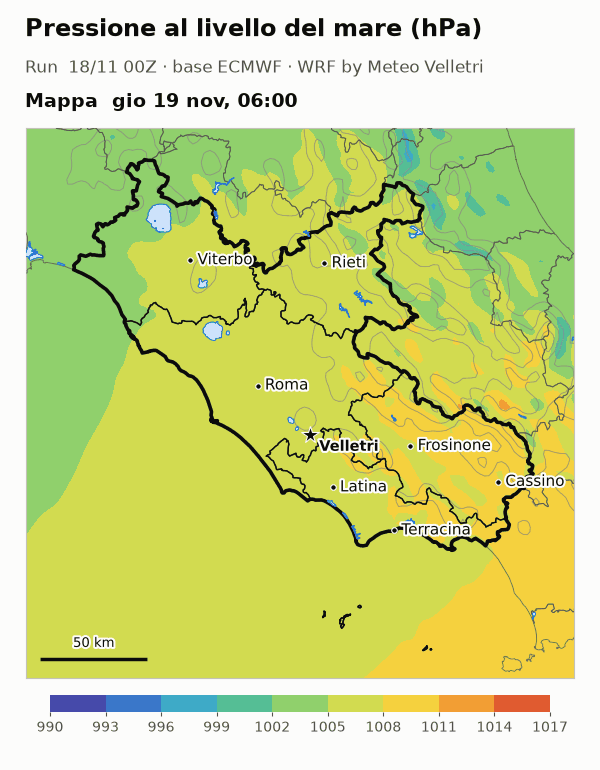 Pressione al livello del mare (hPa)
Run  18/11 00Z · base ECMWF · WRF by Meteo Velletri
Mappa  gio 19 nov, 06:00
Viterbo
Rieti
Roma
Velletri
Frosinone
Latina
Cassino
Terracina
50 km
990 993 996 999 1002 1005 1008 1011 1014 1017